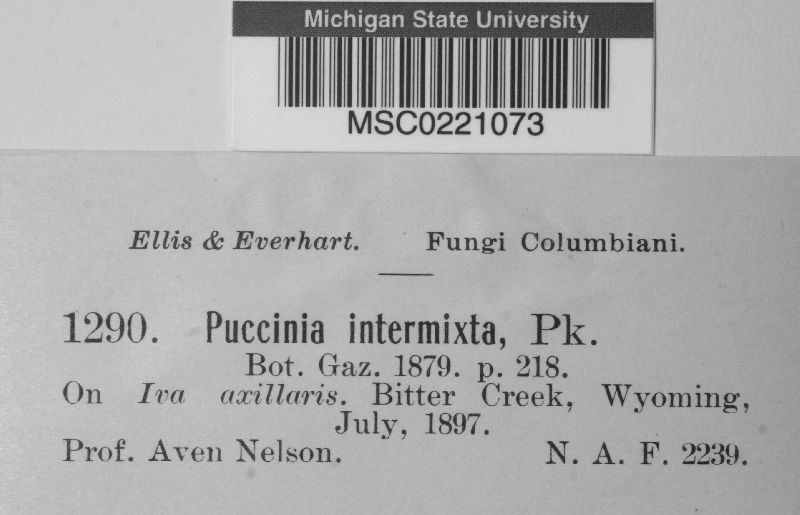 Michigan State University
MSC0221073
Ellis & Everhart. Fungi Columbiani.
1290. Puccinia intermixta, Pk.
Bot. Gaz. 1879. p. 218.
On Iva axillaris. Bitter Creek, Wyoming,
July, 1897.
Prof. Aven Nelson. N. A. F. 2239.